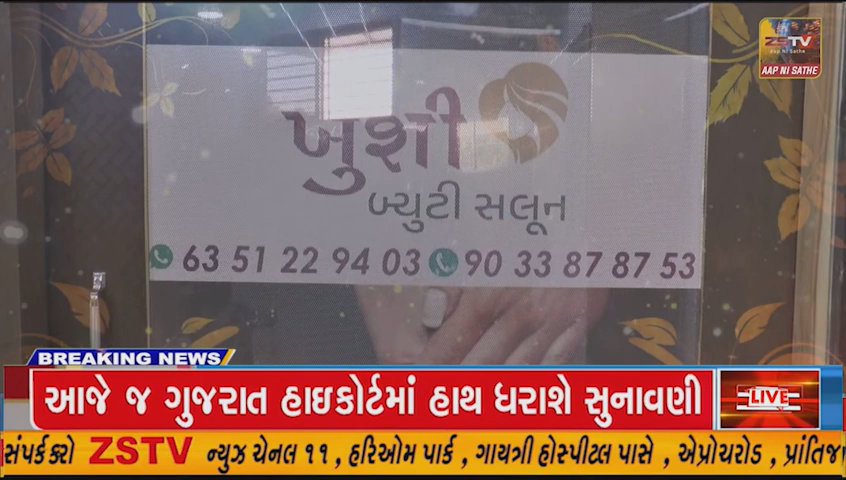 ZSTV
Aap Ni Sathe
AAP NI SATHE
ખુશી
બ્યુટી સલૂન
63 51 22 94 03 90 33 87 87 53
BREAKING NEWS
આજે જ ગુજરાત હાઇકોર્ટમાં હાથ ધરાશે સુનાવણી
LIVE
સંપર્ક કરો ZSTV ન્યુઝ ચેનલ ૧૧ , હરિઓમ પાર્ક , ગાયત્રી હોસ્પીટલ પાસે , એપ્રોચરોડ , પ્રાંતિજ